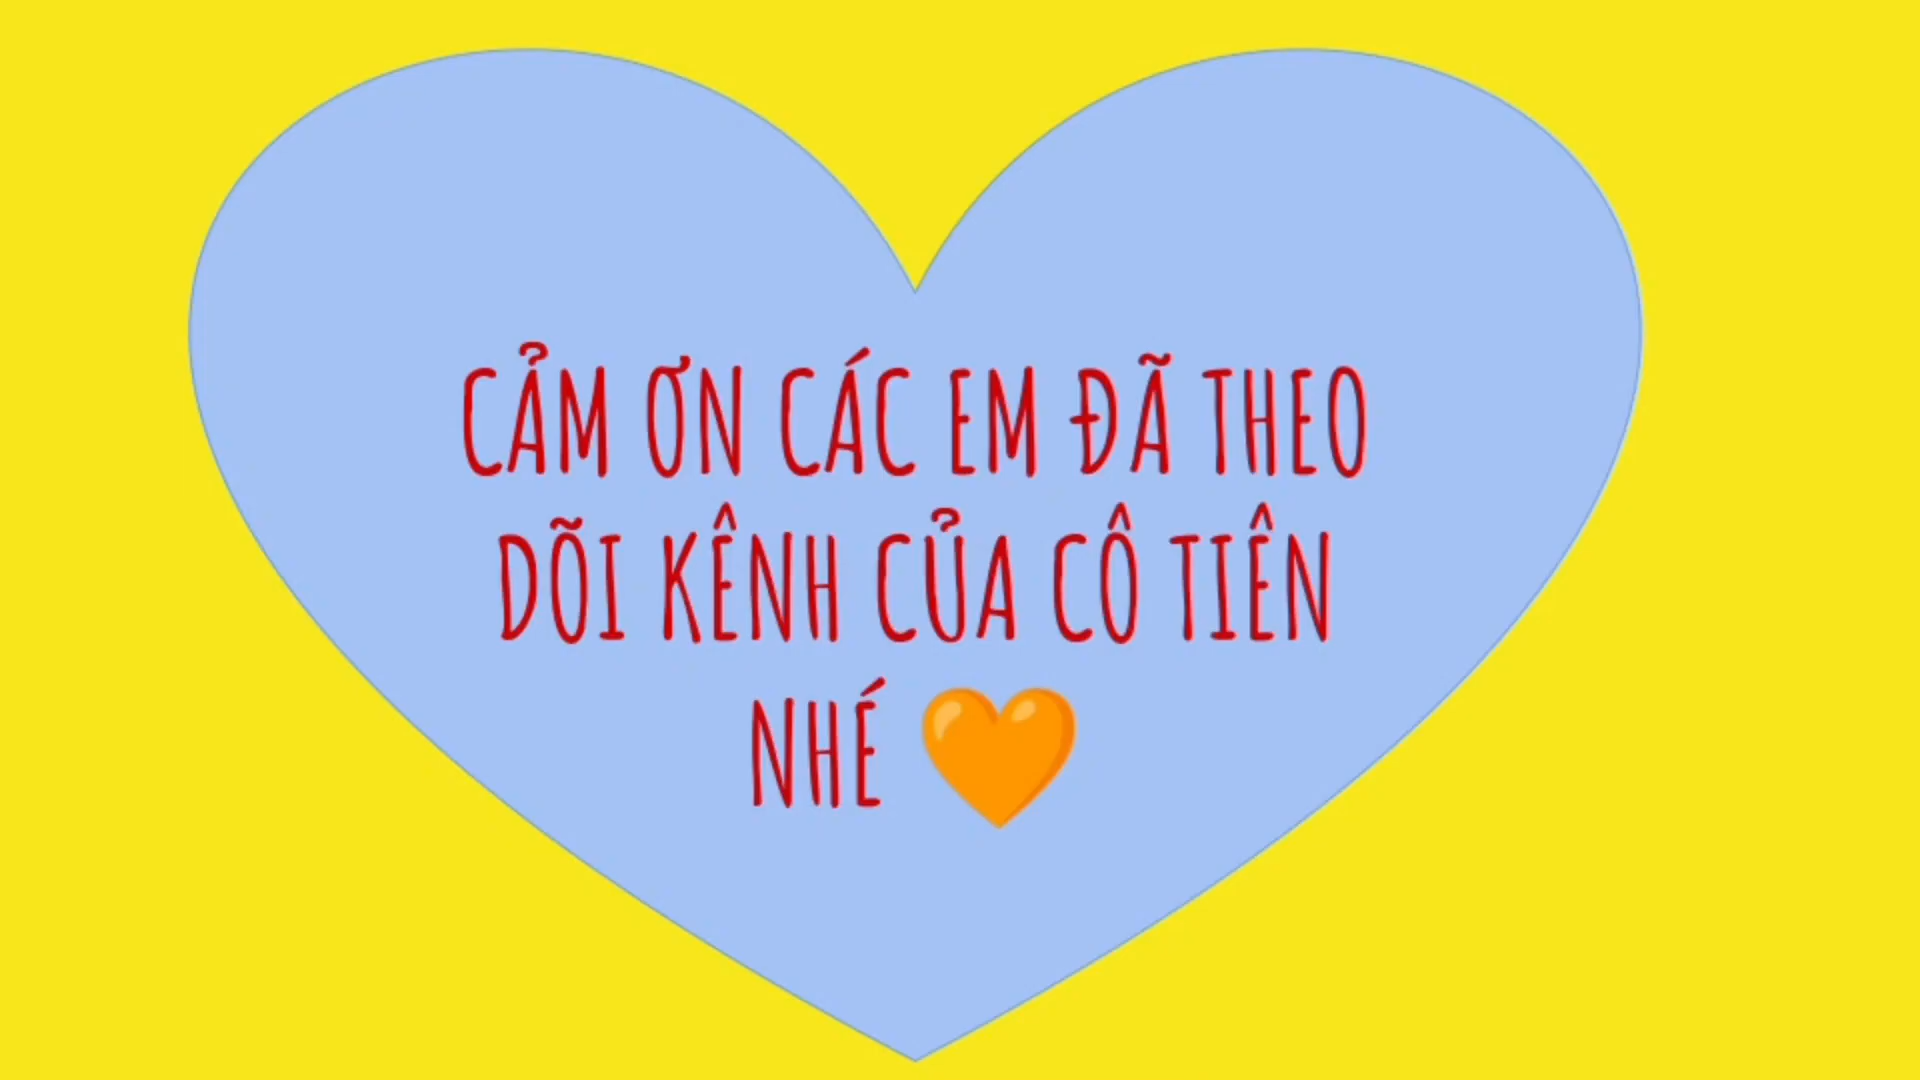 CẢM ƠN CÁC EM ĐÃ THEO
DÕI KÊNH CỦA CÔ TIÊN
NHÉ 🧡